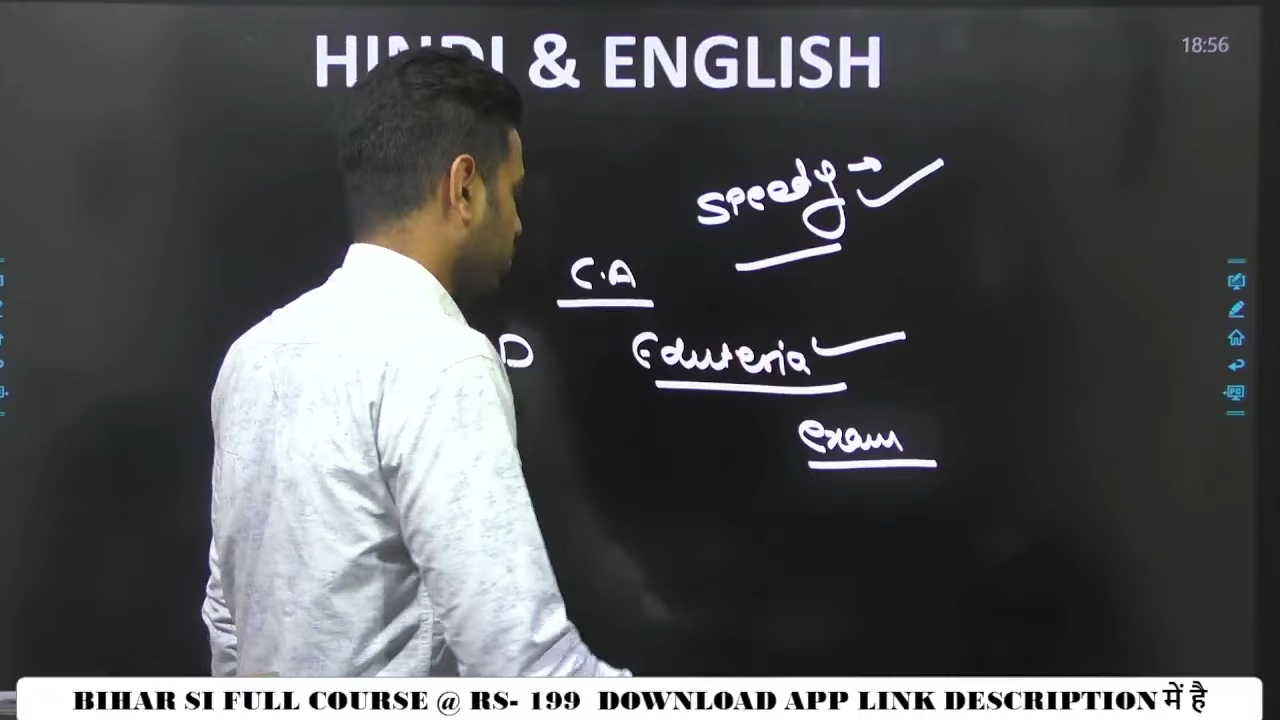 HINDI & ENGLISH
18:56
Speedy →
C.A
D Eduteria
exam
BIHAR SI FULL COURSE @ RS- 199 DOWNLOAD APP LINK DESCRIPTION में है